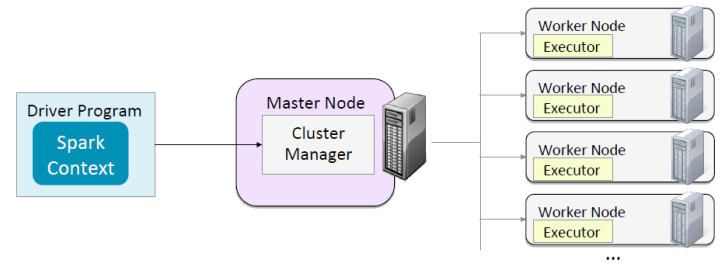 Driver Program
Spark
Context
Master Node
Cluster
Manager
Worker Node
Executor
Worker Node
Executor
Worker Node
Executor
Worker Node
Executor
...